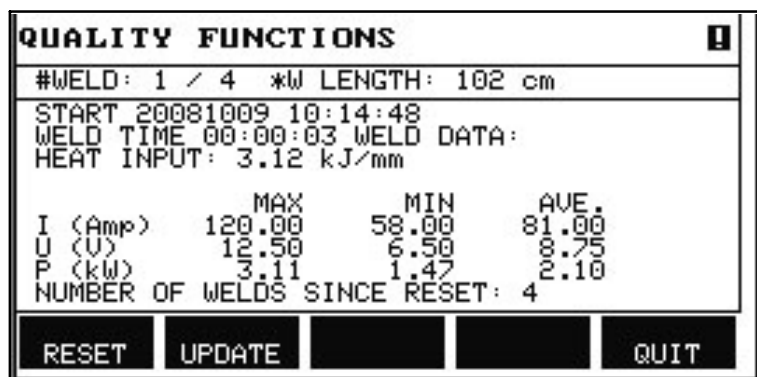 QUALITY FUNCTIONS
#WELD: 1 / 4 *W LENGTH: 102 cm
START 20081009 10:14:48
WELD TIME 00:00:03 WELD DATA:
HEAT INPUT: 3.12 kJ/mm
MAX MIN AVE.
I (Amp) 120.00 58.00 81.00
U (V) 12.50 6.50 8.75
P (kW) 3.11 1.47 2.10
NUMBER OF WELDS SINCE RESET: 4
RESET UPDATE QUIT